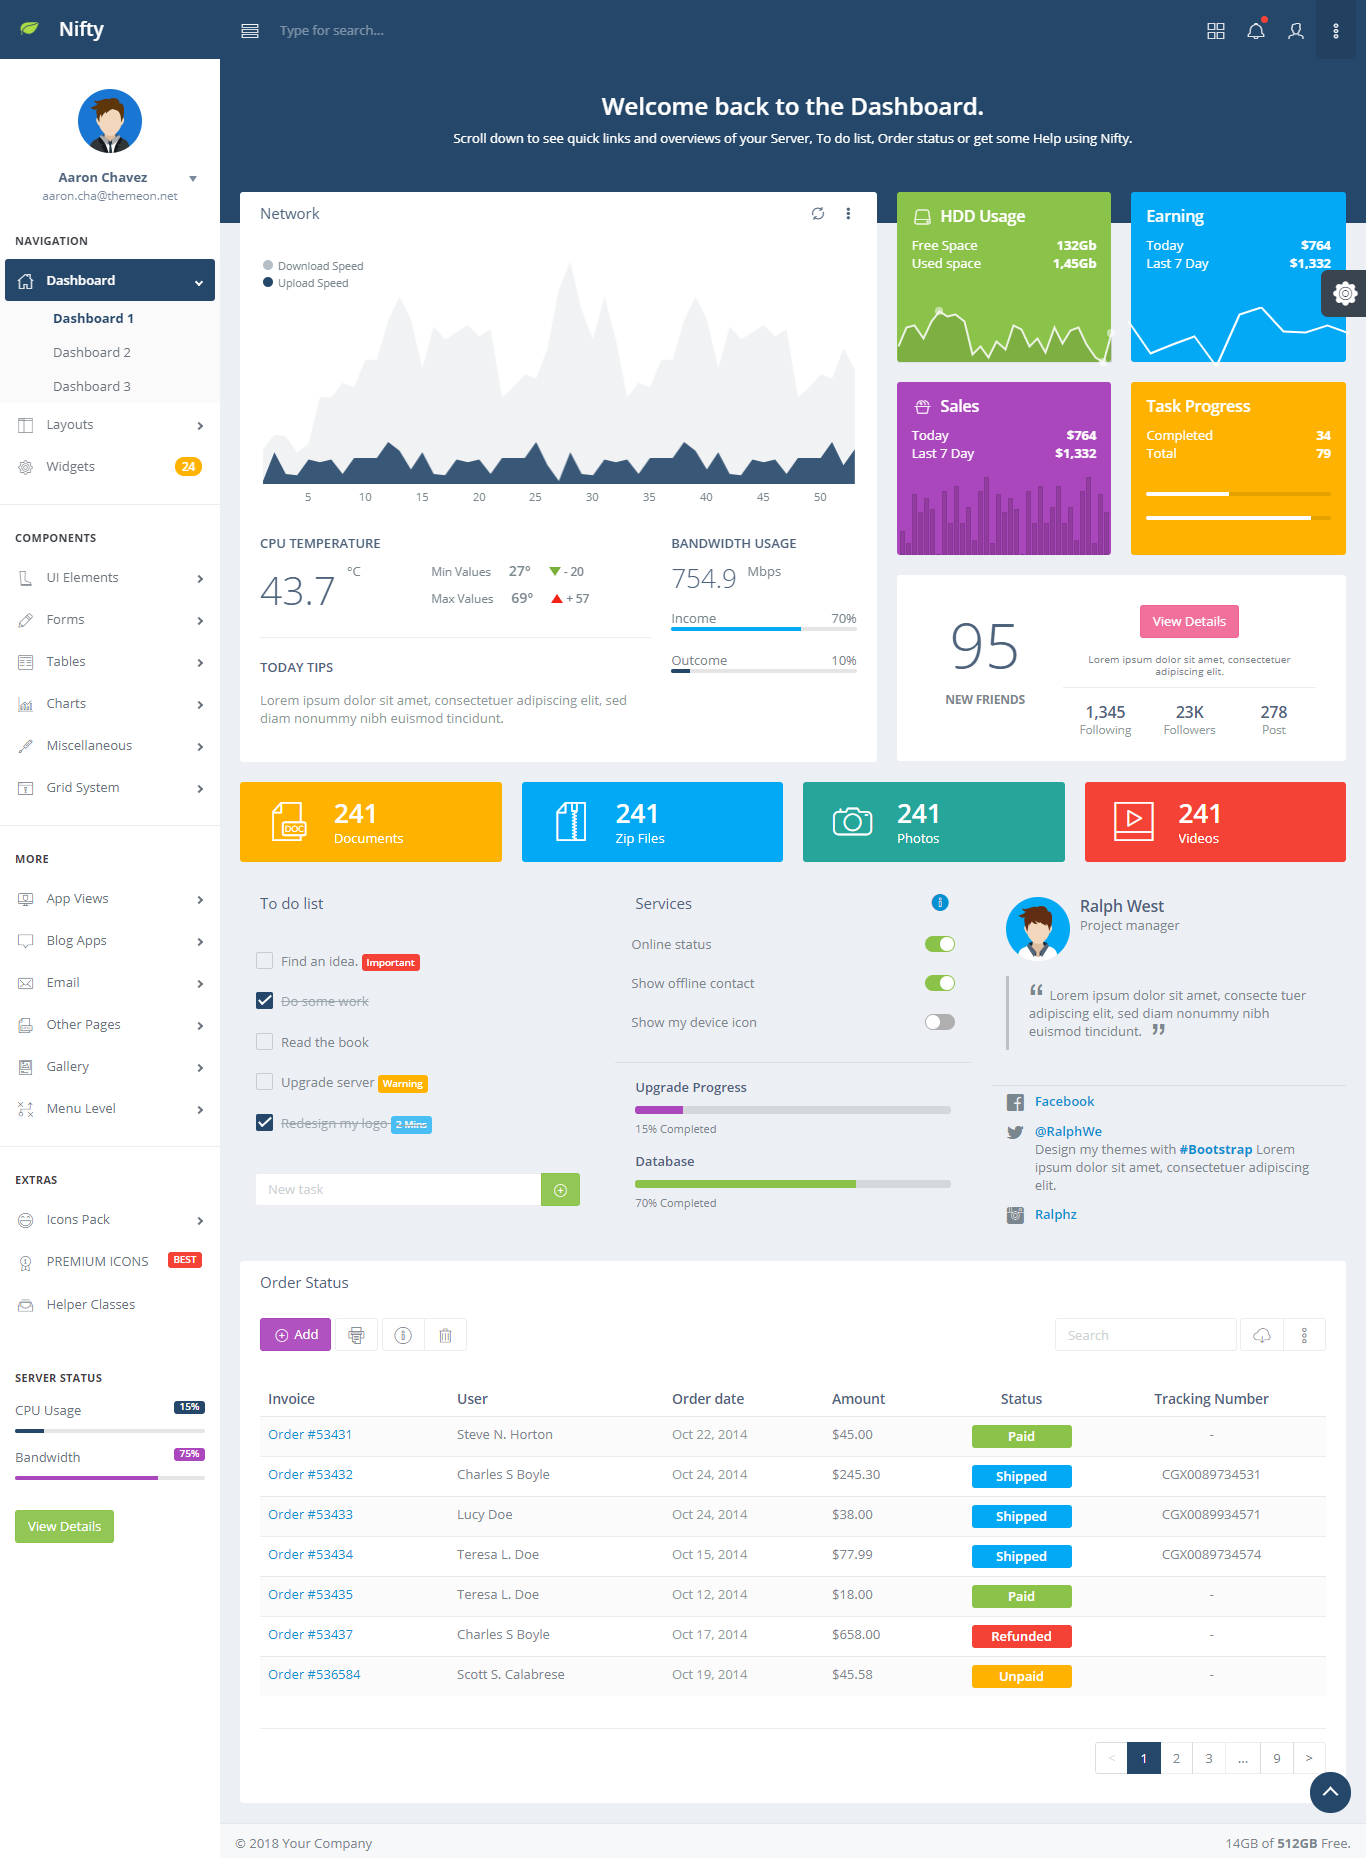 Nifty
Type for search...
Aaron Chavez
aaron.cha@themeon.net
NAVIGATION
Dashboard
Dashboard 1
Dashboard 2
Dashboard 3
Layouts
Widgets 24
COMPONENTS
UI Elements
Forms
Tables
Charts
Miscellaneous
Grid System
MORE
App Views
Blog Apps
Email
Other Pages
Gallery
Menu Level
EXTRAS
Icons Pack
PREMIUM ICONS BEST
Helper Classes
SERVER STATUS
CPU Usage 15%
Bandwidth 75%
View Details
Welcome back to the Dashboard.
Scroll down to see quick links and overviews of your Server, To do list, Order status or get some Help using Nifty.
Network
Download Speed
Upload Speed
5 10 15 20 25 30 35 40 45 50
CPU TEMPERATURE
43.7 °C
Min Values 27° - 20
Max Values 69° + 57
TODAY TIPS
Lorem ipsum dolor sit amet, consectetuer adipiscing elit, sed
diam nonummy nibh euismod tincidunt.
BANDWIDTH USAGE
754.9 Mbps
Income 70%
Outcome 10%
HDD Usage
Free Space 132Gb
Used space 1,45Gb
Earning
Today $764
Last 7 Day $1,332
Sales
Today $764
Last 7 Day $1,332
Task Progress
Completed 34
Total 79
95
NEW FRIENDS
View Details
Lorem ipsum dolor sit amet, consectetuer
adipiscing elit.
1,345 23K 278
Following Followers Post
241
Documents
DOC
241
Zip Files
241
Photos
241
Videos
To do list
Find an idea. Important
Do some work
Read the book
Upgrade server Warning
Redesign my logo 2 Mins
New task
Services
Online status
Show offline contact
Show my device icon
Upgrade Progress
15% Completed
Database
70% Completed
Ralph West
Project manager
“ Lorem ipsum dolor sit amet, consecte tuer
adipiscing elit, sed diam nonummy nibh
euismod tincidunt. ”
Facebook
@RalphWe
Design my themes with #Bootstrap Lorem
ipsum dolor sit amet, consectetuer adipiscing
elit.
Ralphz
Order Status
Add
Search
Invoice User Order date Amount Status Tracking Number
Order #53431 Steve N. Horton Oct 22, 2014 $45.00 Paid -
Order #53432 Charles S Boyle Oct 24, 2014 $245.30 Shipped CGX0089734531
Order #53433 Lucy Doe Oct 24, 2014 $38.00 Shipped CGX0089934571
Order #53434 Teresa L. Doe Oct 15, 2014 $77.99 Shipped CGX0089734574
Order #53435 Teresa L. Doe Oct 12, 2014 $18.00 Paid -
Order #53437 Charles S Boyle Oct 17, 2014 $658.00 Refunded -
Order #536584 Scott S. Calabrese Oct 19, 2014 $45.58 Unpaid -
< 1 2 3 ... 9 >
© 2018 Your Company
14GB of 512GB Free.